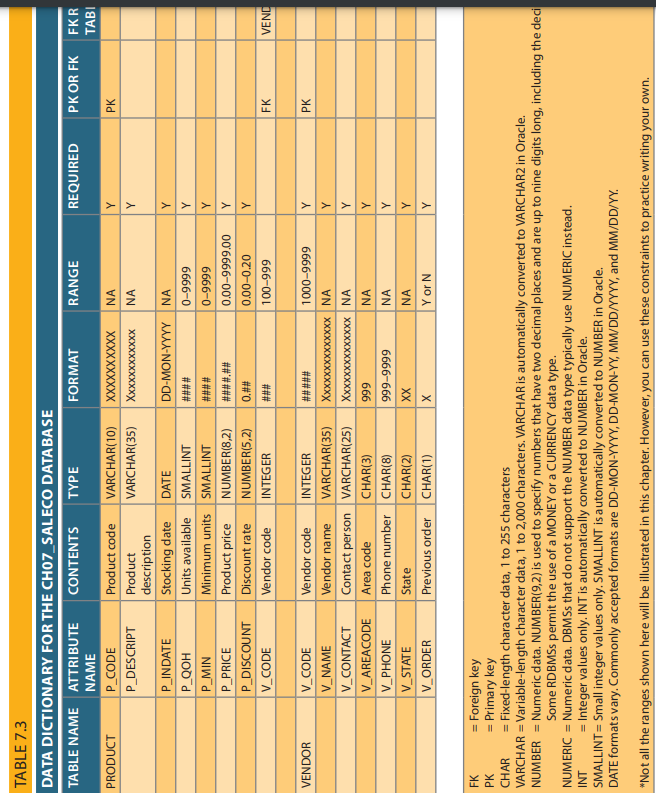 TABLE 7.3
DATA DICTIONARY FOR THE CH07_SALECO DATABASE
TABLE NAME ATTRIBUTE NAME CONTENTS TYPE FORMAT RANGE REQUIRED PK OR FK FK R
PRODUCT P_CODE Product code VARCHAR(10) XXXXXXXXXX NA Y PK
P_DESCRIPT Product description VARCHAR(35) Xxxxxxxxxxxx NA Y
P_INDATE Stocking date DATE DD-MON-YYYY NA Y
P_QOH Units available SMALLINT #### 0–9999 Y
P_MIN Minimum units SMALLINT #### 0–9999 Y
P_PRICE Product price NUMBER(8,2) ####.## 0.00–9999.00 Y
P_DISCOUNT Discount rate NUMBER(5,2) 0.## 0.00–0.20 Y
V_CODE Vendor code INTEGER ### 100–999 FK VEND
VENDOR V_CODE Vendor code INTEGER ##### 1000–9999 Y PK
V_NAME Vendor name VARCHAR(35) Xxxxxxxxxxxxxx NA Y
V_CONTACT Contact person VARCHAR(25) Xxxxxxxxxxxxxx NA Y
V_AREACODE Area code CHAR(3) 999 NA Y
V_PHONE Phone number CHAR(8) 999–9999 NA Y
V_STATE State CHAR(2) XX NA Y
V_ORDER Previous order CHAR(1) X Y or N Y
FK = Foreign key
PK = Primary key
CHAR = Fixed-length character data, 1 to 255 characters
VARCHAR = Variable-length character data, 1 to 2,000 characters. VARCHAR is automatically converted to VARCHAR2 in Oracle.
NUMBER = Numeric data. NUMBER(9,2) is used to specify numbers that have two decimal places and are up to nine digits long, including the deci
Some RDBMSs permit the use of a MONEY or a CURRENCY data type.
NUMERIC = Numeric data. DBMSs that do not support the NUMBER data type typically use NUMERIC instead.
INT = Integer values only. INT is automatically converted to NUMBER in Oracle.
SMALLINT = Small integer values only. SMALLINT is automatically converted to NUMBER in Oracle.
DATE formats vary. Commonly accepted formats are DD-MON-YYYY, DD-MON-YY, MM/DD/YYYY, and MM/DD/YY.
*Not all the ranges shown here will be illustrated in this chapter. However, you can use these constraints to practice writing your own.